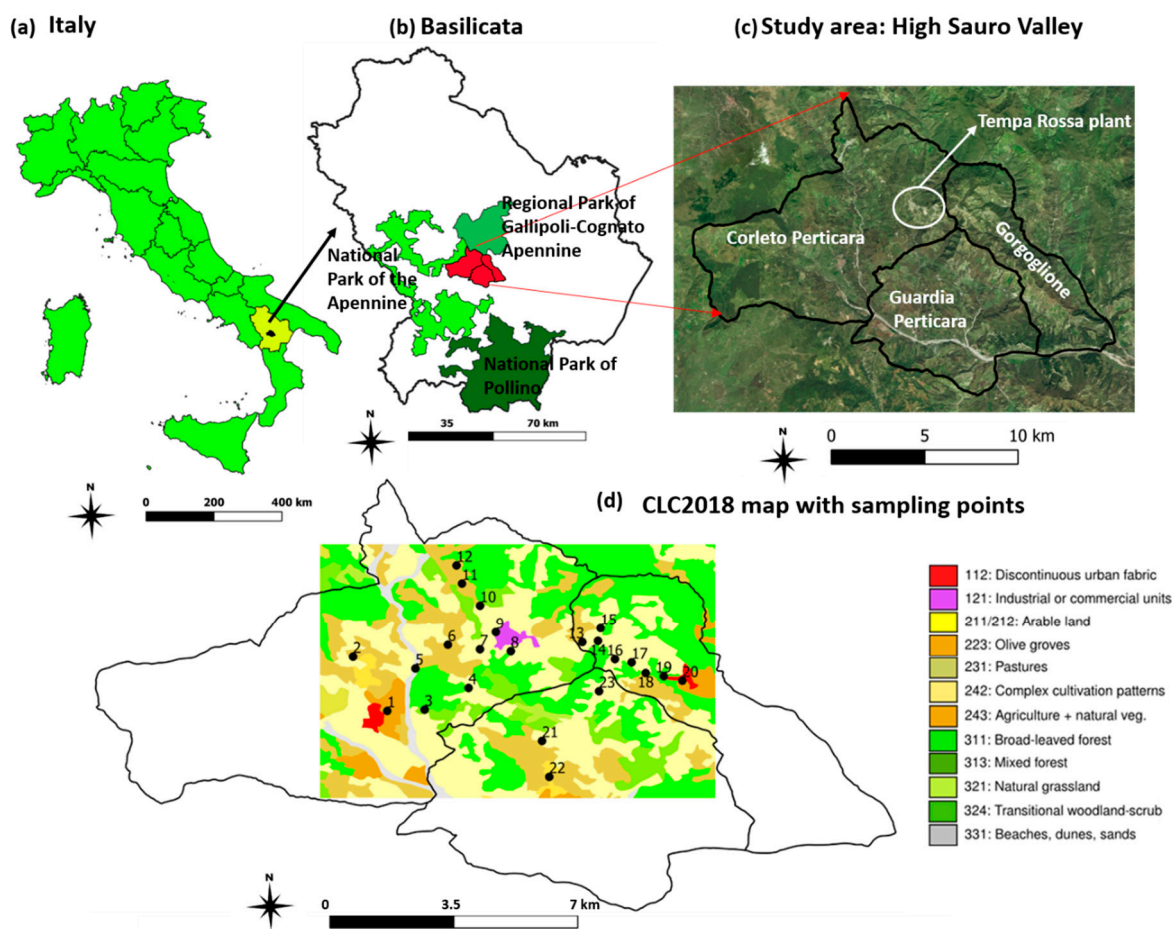 (a) Italy
(b) Basilicata
(c) Study area: High Sauro Valley
Tempa Rossa plant
Regional Park of
Gallipoli-Cognato
Apennine
National
Park of the
Apennine
Corleto Perticara
Gorgoglione
Guardia
Perticara
National Park of
Pollino
N
35 70 km
N
0 5 10 km
N
0 200 400 km
(d) CLC2018 map with sampling points
12
11
10
9
15
13
6
7
8
14
16
17
2
5
18
19
20
4
23
1
3
21
22
112: Discontinuous urban fabric
121: Industrial or commercial units
211/212: Arable land
223: Olive groves
231: Pastures
242: Complex cultivation patterns
243: Agriculture + natural veg.
311: Broad-leaved forest
313: Mixed forest
321: Natural grassland
324: Transitional woodland-scrub
331: Beaches, dunes, sands
N
0 3.5 7 km